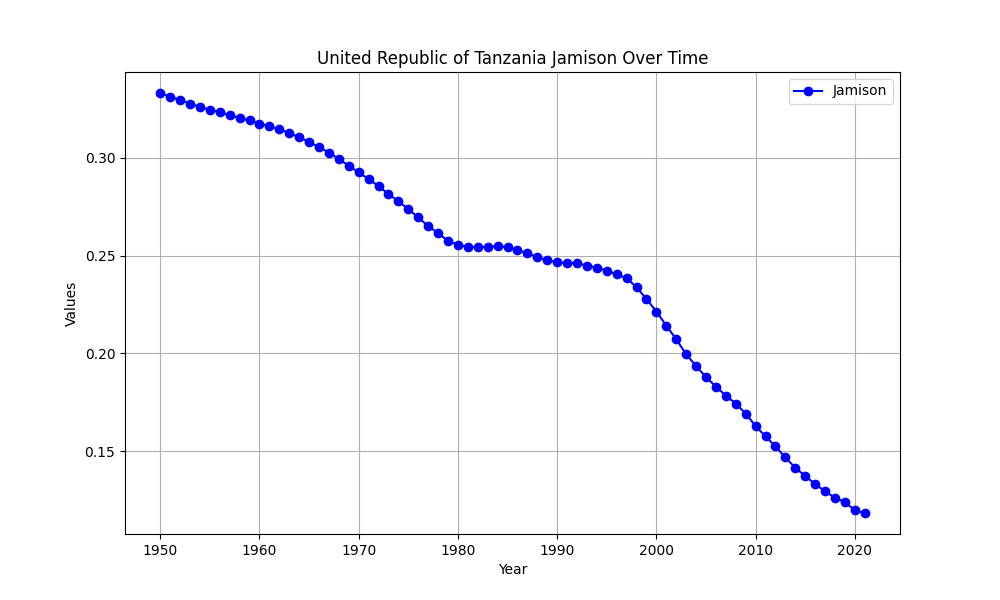 United Republic of Tanzania Jamison Over Time
Jamison
Values
0.30
0.25
0.20
0.15
1950 1960 1970 1980 1990 2000 2010 2020
Year